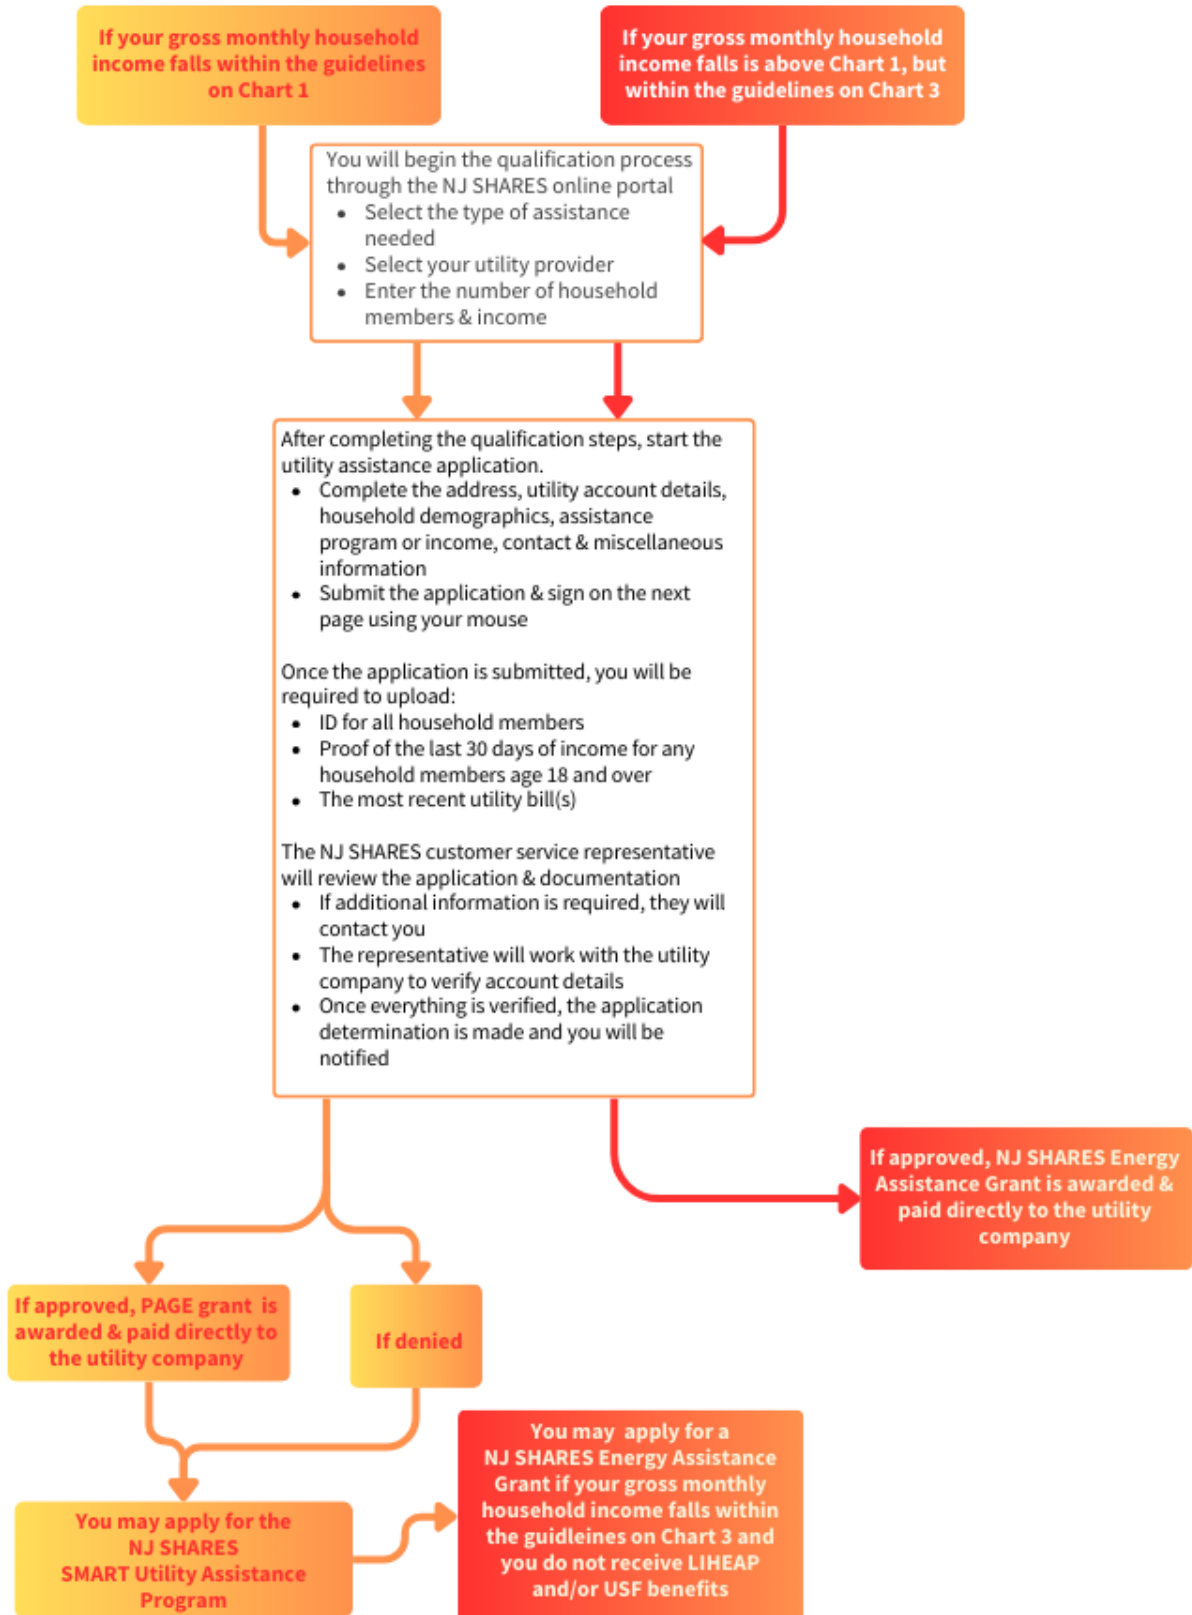 If your gross monthly household
income falls within the guidelines
on Chart 1
If your gross monthly household
income falls is above Chart 1, but
within the guidelines on Chart 3
You will begin the qualification process
through the NJ SHARES online portal
• Select the type of assistance
needed
• Select your utility provider
• Enter the number of household
members & income
After completing the qualification steps, start the
utility assistance application.
• Complete the address, utility account details,
household demographics, assistance
program or income, contact & miscellaneous
information
• Submit the application & sign on the next
page using your mouse
Once the application is submitted, you will be
required to upload:
• ID for all household members
• Proof of the last 30 days of income for any
household members age 18 and over
• The most recent utility bill(s)
The NJ SHARES customer service representative
will review the application & documentation
• If additional information is required, they will
contact you
• The representative will work with the utility
company to verify account details
• Once everything is verified, the application
determination is made and you will be
notified
If approved, NJ SHARES Energy
Assistance Grant is awarded &
paid directly to the utility
company
If approved, PAGE grant is
awarded & paid directly to
the utility company
If denied
You may apply for the
NJ SHARES
SMART Utility Assistance
Program
You may apply for a
NJ SHARES Energy Assistance
Grant if your gross monthly
household income falls within
the guidleines on Chart 3 and
you do not receive LIHEAP
and/or USF benefits